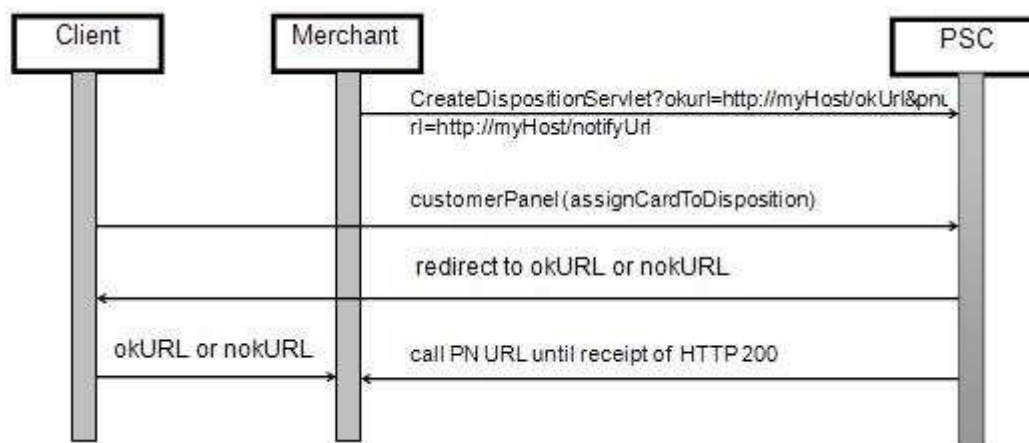 Client
Merchant
PSC
CreateDispositionServlet?okurl=http://myHost/okUrl&pnu
rl=http://myHost/notifyUrl
customerPanel(assignCardToDisposition)
redirect to okURL or nokURL
okURL or nokURL
call PN URL until receipt of HTTP 200